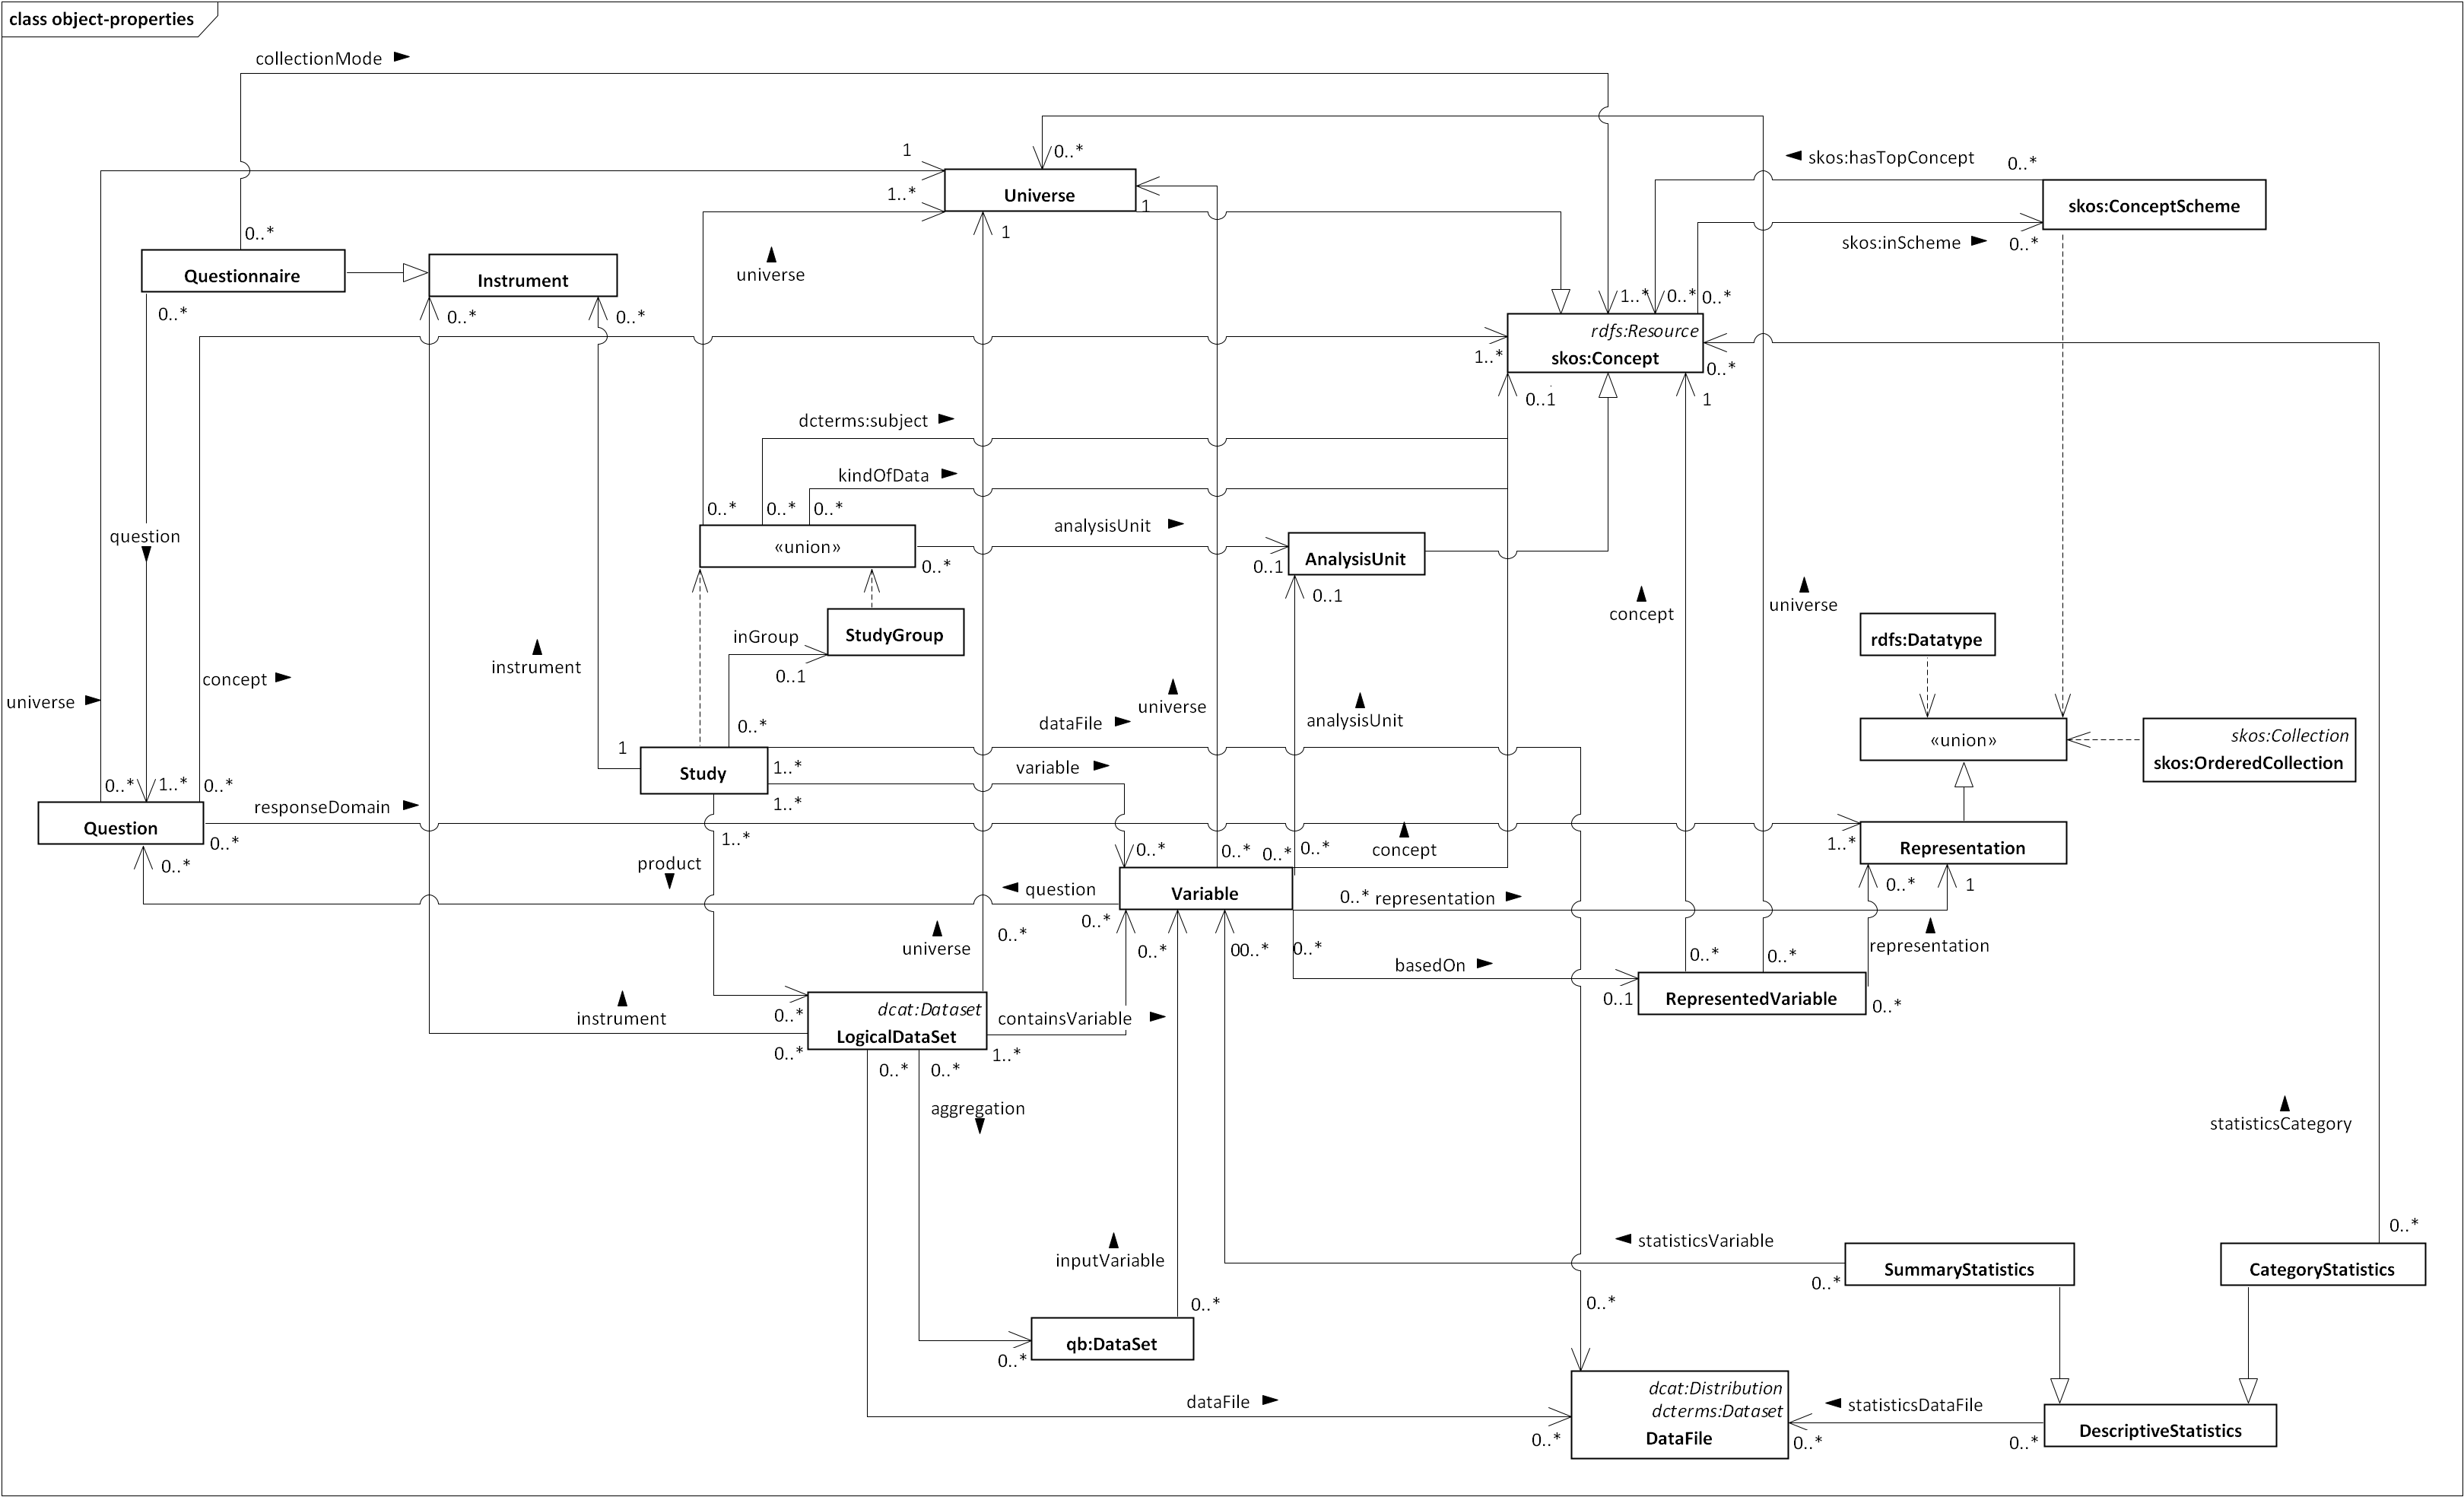 class object-properties
collectionMode
1
0..*
skos:hasTopConcept
0..*
1..*
Universe
1
skos:ConceptScheme
0..*
1
skos:inScheme
0..*
universe
Questionnaire
Instrument
1..*
0..*
0..*
0..*
0..*
0..*
rdfs:Resource
skos:Concept
1..*
0..*
0..1
1
dcterms:subject
kindOfData
0..*
0..*
0..*
analysisUnit
question
«union»
0..*
0..1
AnalysisUnit
0..1
concept
universe
inGroup
StudyGroup
rdfs:Datatype
instrument
0..1
concept
universe
universe
analysisUnit
0..*
dataFile
1
«union»
skos:Collection
skos:OrderedCollection
Study
1..*
variable
0..*
1..*
0..*
1..*
responseDomain
Question
0..*
1..*
0..*
0..*
0..*
0..*
concept
1..*
Representation
0..*
product
question
Variable
0..*
representation
0..*
1
0..*
universe
0..*
0..*
00..*
0..*
basedOn
0..*
0..*
representation
0..1
RepresentedVariable
0..*
instrument
0..*
dcat:Dataset
LogicalDataSet
containsVariable
0..*
1..*
0..*
0..*
aggregation
statisticsCategory
0..*
statisticsVariable
inputVariable
SummaryStatistics
CategoryStatistics
0..*
0..*
0..*
qb:DataSet
0..*
dcat:Distribution
dcterms:Dataset
DataFile
dataFile
0..*
statisticsDataFile
0..*
0..*
DescriptiveStatistics